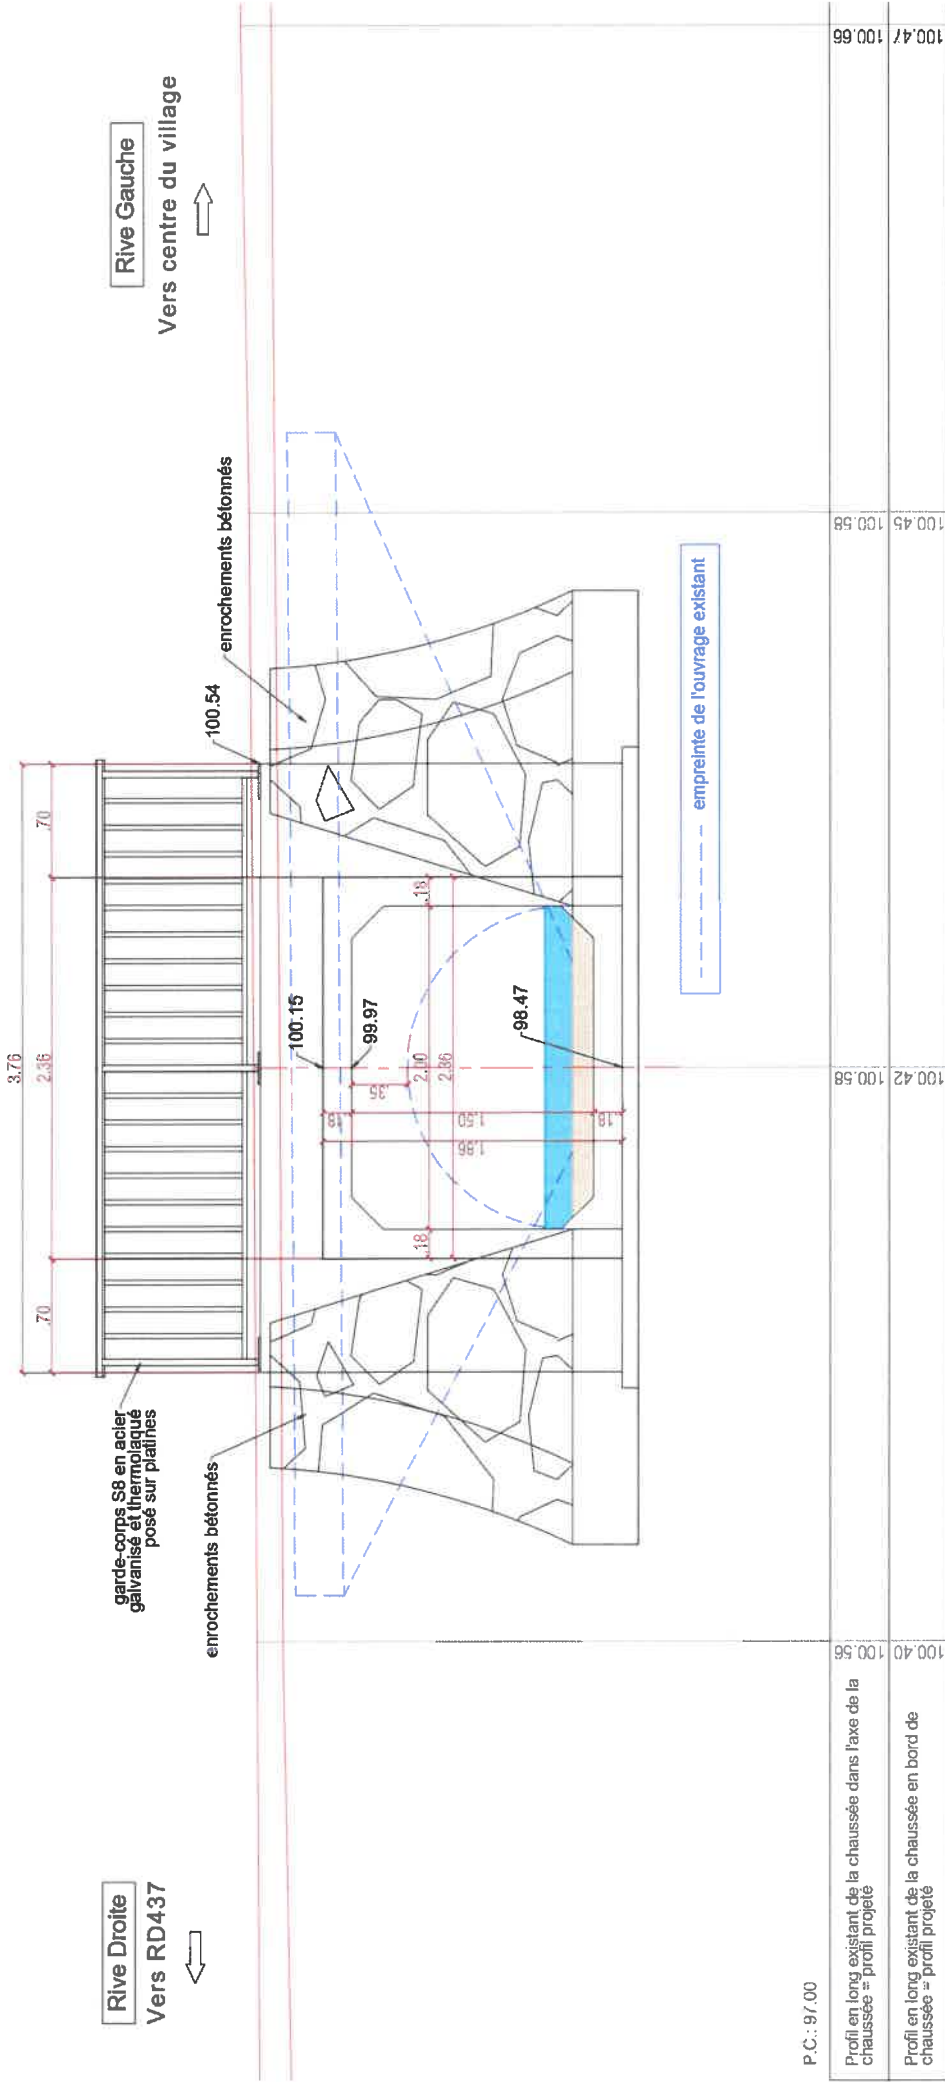 Rive Droite
Vers RD437
Rive Gauche
Vers centre du village
3.76
.70
2.36
.70
garde-corps S8 en acier
galvanisé et thermolaqué
posé sur platines
enrochements bétonnés
100.54
enrochements bétonnés
100.15
99.97
.35
.18
2.00
.18
2.36
.18
1.50
.18
1.86
98.47
empreinte de l'ouvrage existant
P.C.: 97.00
Profil en long existant de la chaussée dans l'axe de la
chaussée = profil projeté
100.56
100.58
100.58
100.66
Profil en long existant de la chaussée en bord de
chaussée = profil projeté
100.40
100.42
100.45
100.47